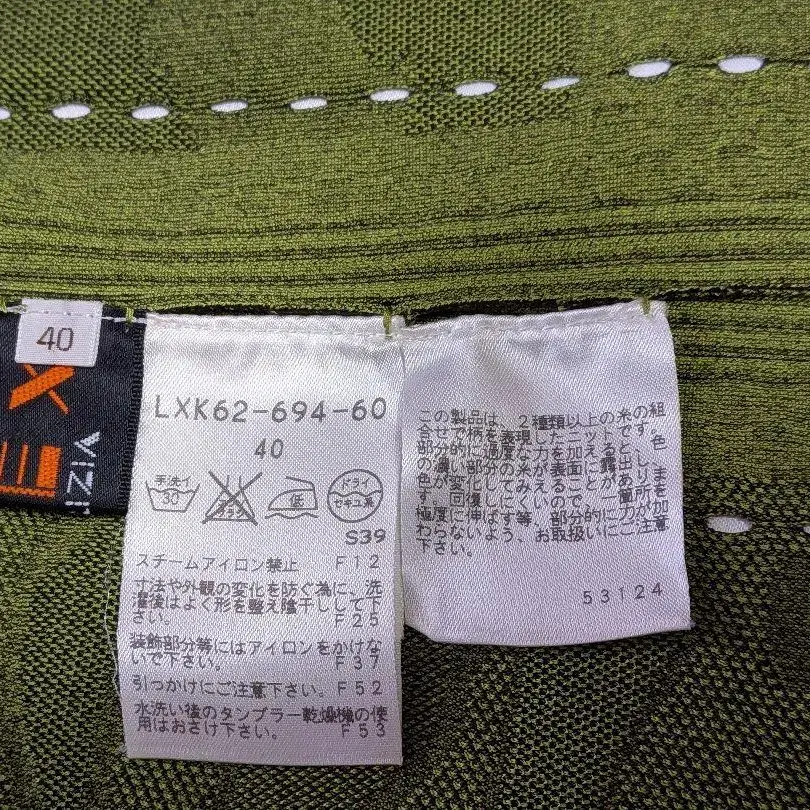 40
X
VIZ
LXK62-694-60
40
手洗イ
30
エンソ
低
ドライ
セキユ系
S39
スチームアイロン禁止 F12
寸法や外観の変化を防ぐ為に、洗
濯後はよく形を整え陰干しして下
さい。 F25
装飾部分等にはアイロンをかけな
いで下さい。 F37
引っかけにご注意下さい。F52
水洗い後のタンブラー乾燥機の使
用はおさけ下さい。 F53
この製品は、2種類以上の糸の組
合せで柄を表現したニットです。
部分的に過度な力を加えると、色
の濃い部分の糸が表面に露出し、
色が変化してみえることがありま
す。回復しにくいので、一箇所を
極度に伸ばす等、部分的に力が加
わらないよう、お取扱いにご注意
下さい。
53124